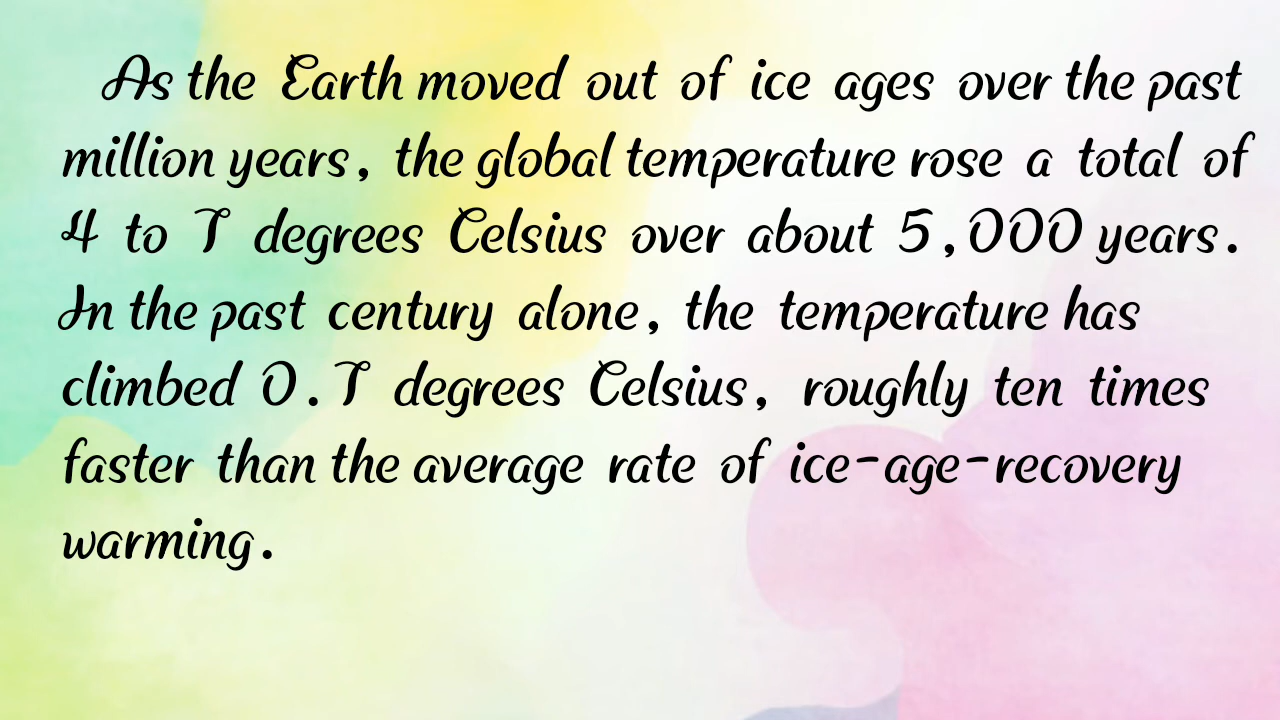 As the Earth moved out of ice ages over the past
million years, the global temperature rose a total of
4 to 7 degrees Celsius over about 5,000 years.
In the past century alone, the temperature has
climbed 0.7 degrees Celsius, roughly ten times
faster than the average rate of ice-age-recovery
warming.